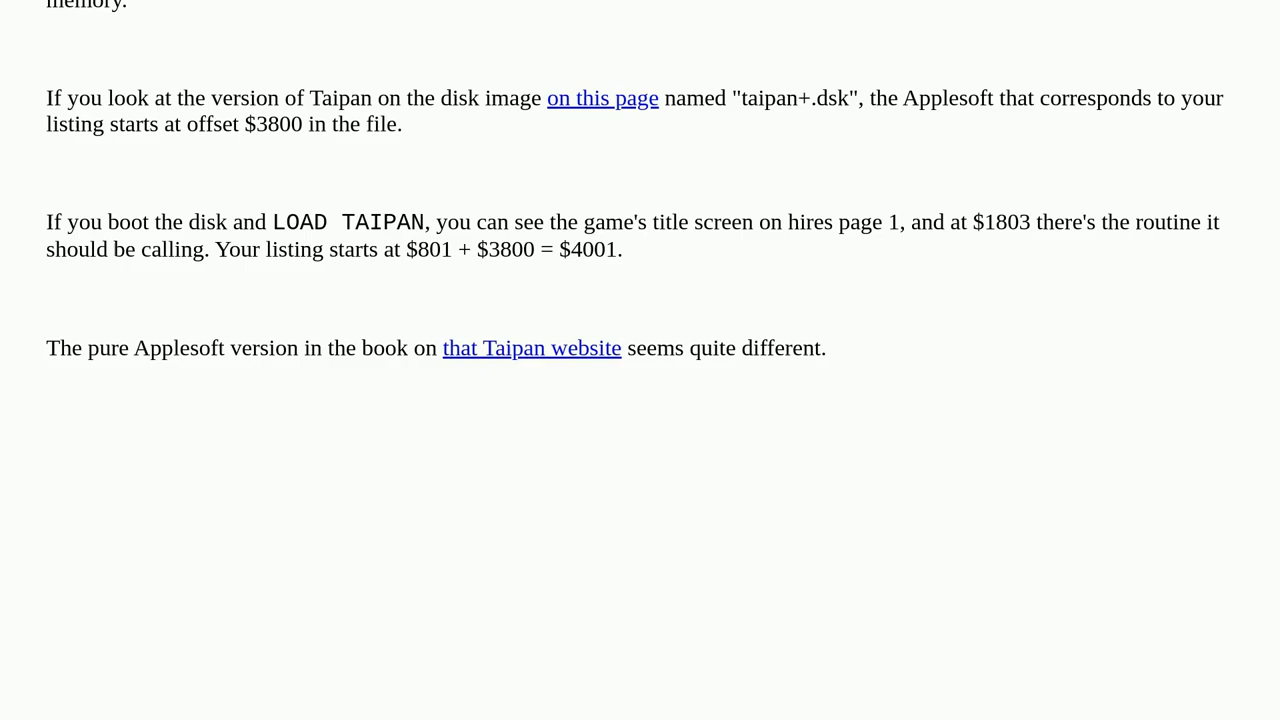 memory.
If you look at the version of Taipan on the disk image on this page named "taipan+.dsk", the Applesoft that corresponds to your
listing starts at offset $3800 in the file.
If you boot the disk and LOAD TAIPAN, you can see the game's title screen on hires page 1, and at $1803 there's the routine it
should be calling. Your listing starts at $801 + $3800 = $4001.
The pure Applesoft version in the book on that Taipan website seems quite different.